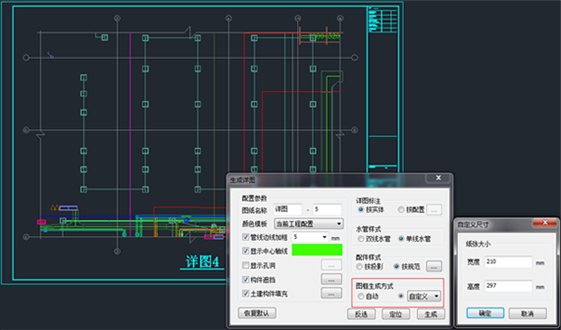 详图4
生成详图
配置参数
图纸名称 详图 - 5
颜色模板 当前工程配置
管线边线加粗 5 mm
显示中心轴线
显示孔洞 ...
构件遮挡 ...
土建构件填充 ...
恢复默认
详图标注
按实体 按配置 ...
水管样式
双线水管 单线水管
配件样式
按投影 按规范 ...
图框生成方式
自动 自定义
反选 定位 生成
自定义尺寸
纸张大小
宽度 210 mm
高度 297 mm
确定 取消